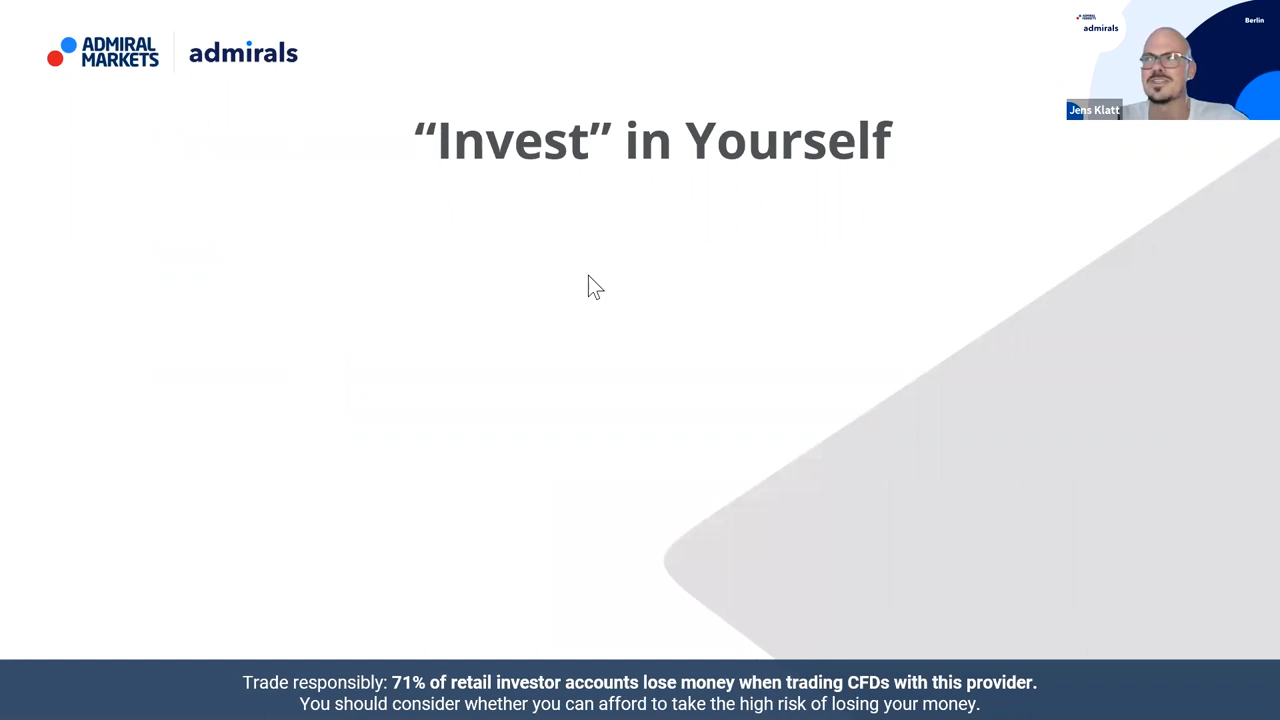 ADMIRAL
MARKETS
admirals
ADMIRAL
MARKETS
admirals
Berlin
Jens Klatt
“Invest” in Yourself
Trade responsibly: 71% of retail investor accounts lose money when trading CFDs with this provider.
You should consider whether you can afford to take the high risk of losing your money.